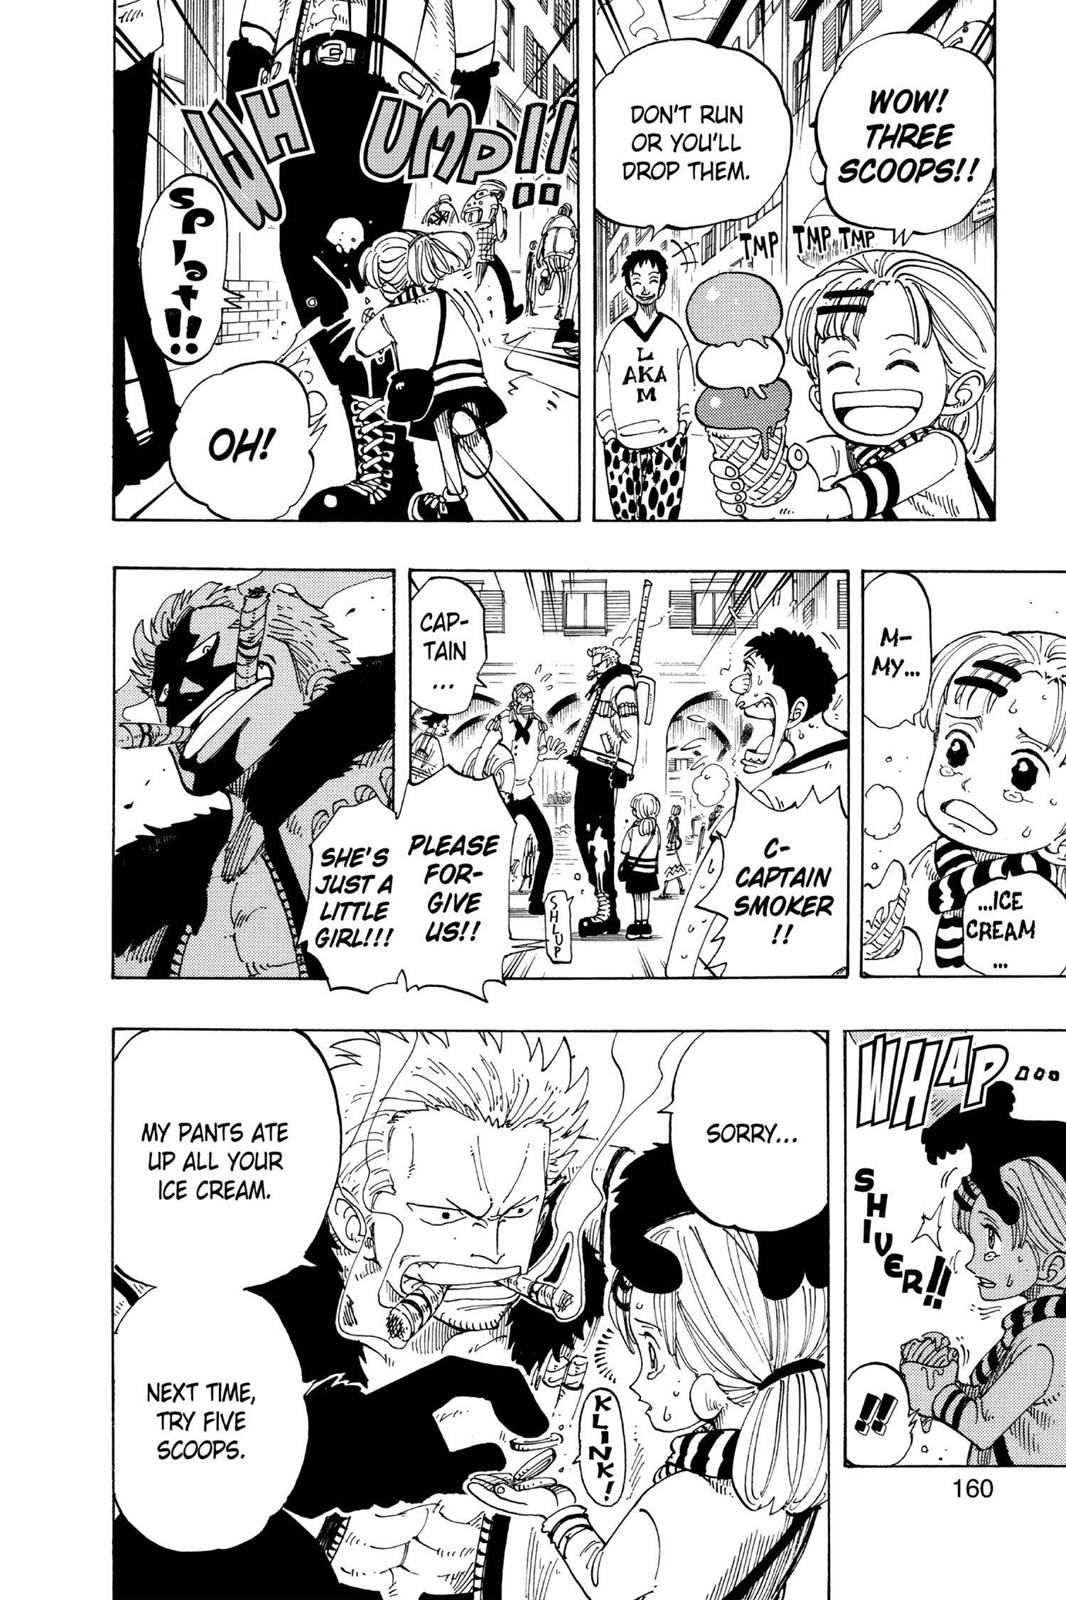 WOW!
THREE
SCOOPS!!
DON'T RUN
OR YOU'LL
DROP THEM.
TMP
TMP TMP
L
AKA
M
WHUMP!!
Splat!!
OH!
M-
MY...
...ICE
CREAM
...
C-
CAPTAIN
SMOKER
!!
CAP-
TAIN
...
PLEASE
FOR-
GIVE
US!!
SHLUP
SHE'S
JUST A
LITTLE
GIRL!!!
WHAP....
SHIVER!!
!!
SORRY...
MY PANTS ATE
UP ALL YOUR
ICE CREAM.
KLINK!
NEXT TIME,
TRY FIVE
SCOOPS.
160